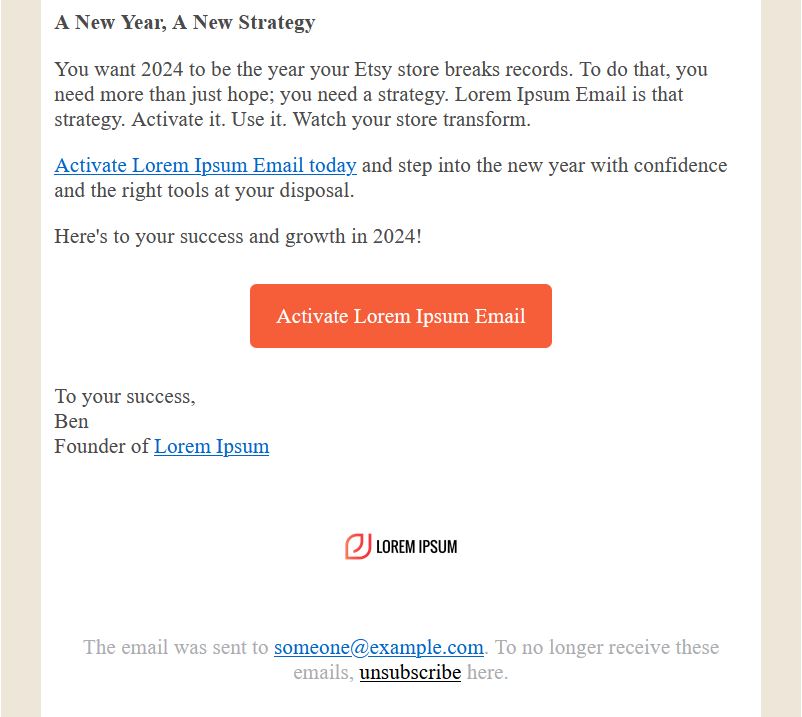 A New Year, A New Strategy
You want 2024 to be the year your Etsy store breaks records. To do that, you
need more than just hope; you need a strategy. Lorem Ipsum Email is that
strategy. Activate it. Use it. Watch your store transform.
Activate Lorem Ipsum Email today and step into the new year with confidence
and the right tools at your disposal.
Here's to your success and growth in 2024!
Activate Lorem Ipsum Email
To your success,
Ben
Founder of Lorem Ipsum
LOREM IPSUM
The email was sent to someone@example.com. To no longer receive these
emails, unsubscribe here.